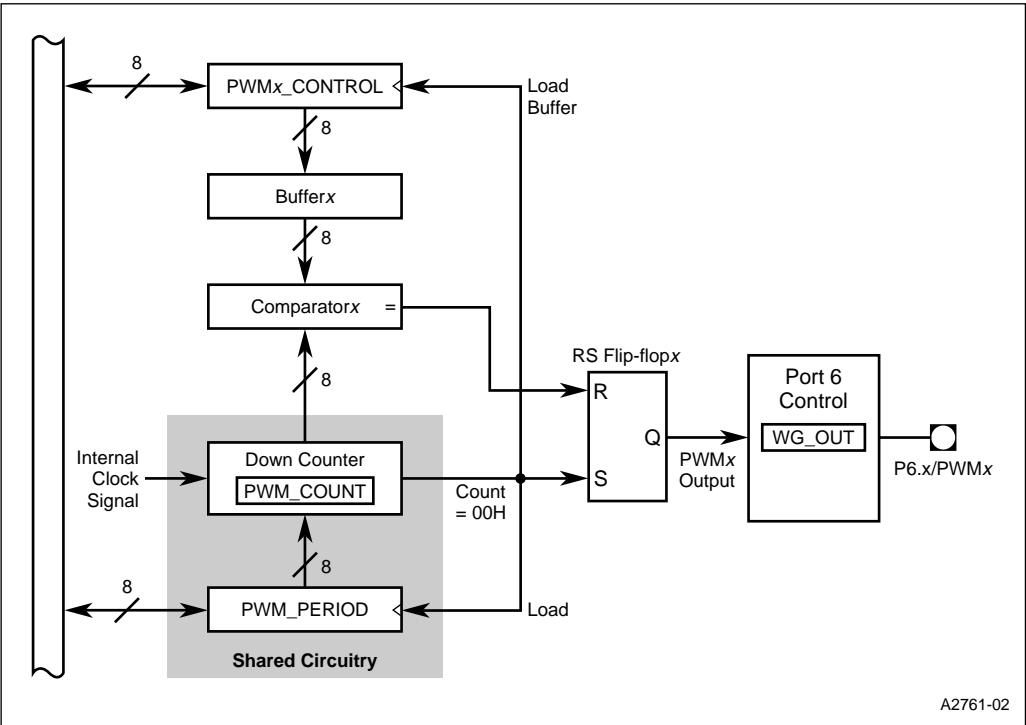 8
PWMx_CONTROL
Load
Buffer
8
Bufferx
8
Comparatorx =
RS Flip-flopx
8
R
Q
S
Port 6
Control
WG_OUT
PWMx
Output
P6.x/PWMx
Internal
Clock
Signal
Down Counter
PWM_COUNT
Count
= 00H
8
8
PWM_PERIOD
Load
Shared Circuitry
A2761-02